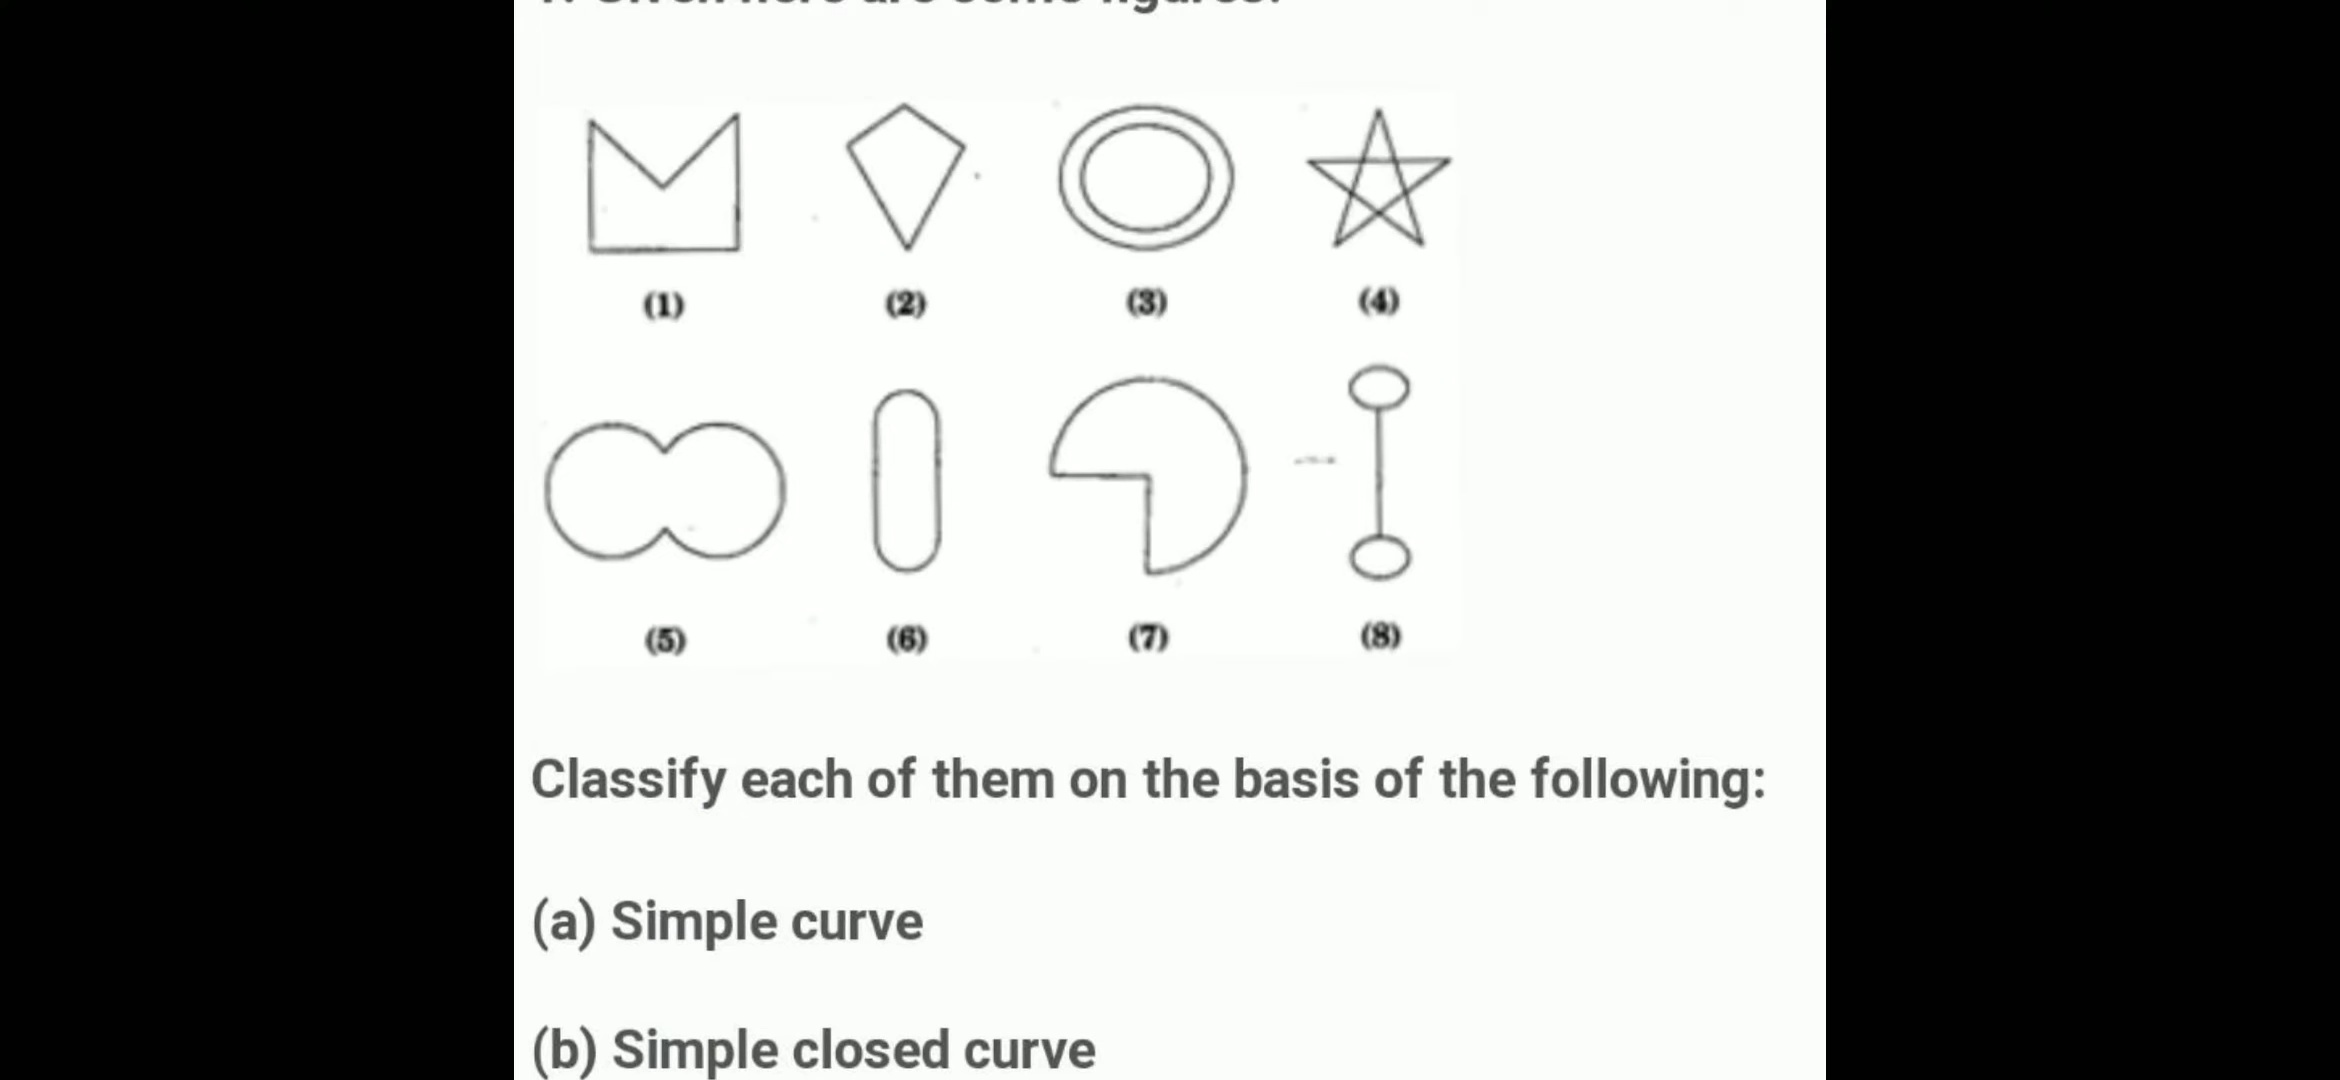 (1) (2) (3) (4)
(5) (6) (7) (8)
Classify each of them on the basis of the following:
(a) Simple curve
(b) Simple closed curve